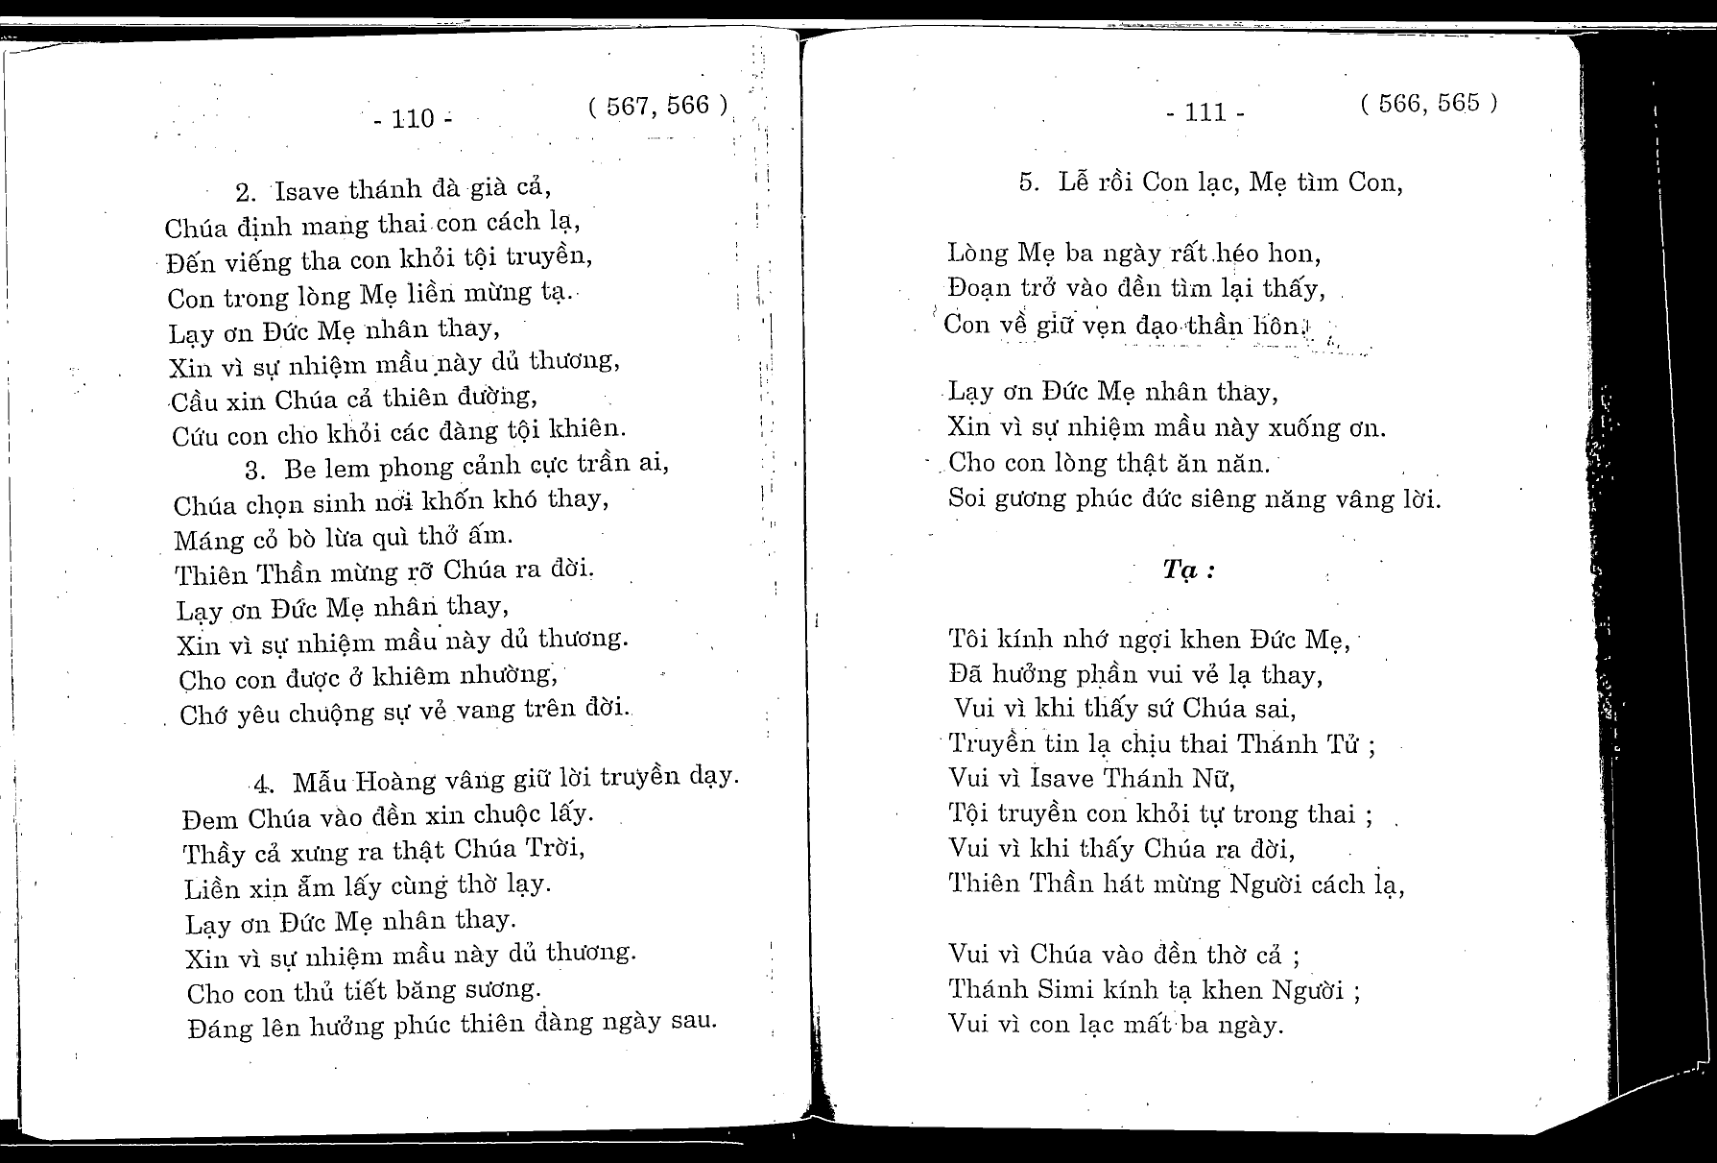 - 110 -
( 567, 566 )
2. Isave thánh đà già cả,
Chúa định mang thai con cách lạ,
Đến viếng tha con khỏi tội truyền,
Con trong lòng Mẹ liền mừng tạ.
Lạy ơn Đức Mẹ nhân thay,
Xin vì sự nhiệm mầu này dủ thương,
Cầu xin Chúa cả thiên đường,
Cứu con cho khỏi các đàng tội khiên.
3. Be lem phong cảnh cực trần ai,
Chúa chọn sinh nơi khốn khó thay,
Máng cỏ bò lừa quì thở ấm.
Thiên Thần mừng rỡ Chúa ra đời.
Lạy ơn Đức Mẹ nhân thay,
Xin vì sự nhiệm mầu này dủ thương.
Cho con được ở khiêm nhường,
Chớ yêu chuộng sự vẻ vang trên đời.
4. Mẫu Hoàng vâng giữ lời truyền dạy.
Đem Chúa vào đền xin chuộc lấy.
Thầy cả xưng ra thật Chúa Trời,
Liền xin ẵm lấy cùng thờ lạy.
Lạy ơn Đức Mẹ nhân thay.
Xin vì sự nhiệm mầu này dủ thương.
Cho con thủ tiết băng sương.
Đáng lên hưởng phúc thiên đàng ngày sau.
- 111 -
( 566, 565 )
5. Lễ rồi Con lạc, Mẹ tìm Con,
Lòng Mẹ ba ngày rất héo hon,
Đoạn trở vào đền tìm lại thấy,
Con về giữ vẹn đạo thần hôn.
Lạy ơn Đức Mẹ nhân thay,
Xin vì sự nhiệm mầu này xuống ơn.
Cho con lòng thật ăn năn.
Soi gương phúc đức siêng năng vâng lời.
Tạ :
Tôi kính nhớ ngợi khen Đức Mẹ,
Đã hưởng phần vui vẻ lạ thay,
Vui vì khi thấy sứ Chúa sai,
Truyền tin lạ chịu thai Thánh Tử ;
Vui vì Isave Thánh Nữ,
Tội truyền con khỏi tự trong thai ;
Vui vì khi thấy Chúa ra đời,
Thiên Thần hát mừng Người cách lạ,
Vui vì Chúa vào đền thờ cả ;
Thánh Simi kính tạ khen Người ;
Vui vì con lạc mất ba ngày.